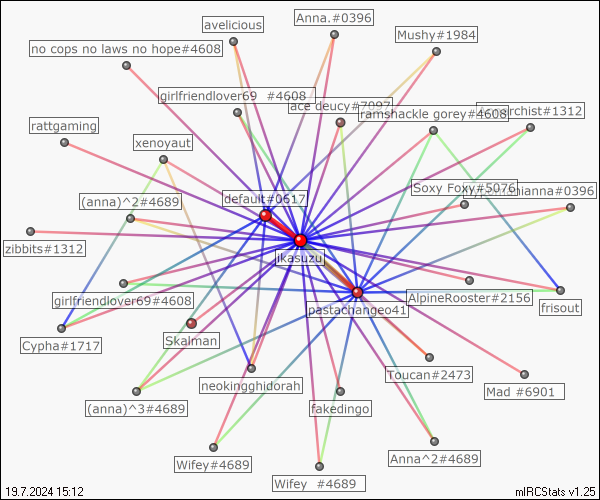 avelicious
Anna.#0396
Mushy#1984
no cops no laws no hope#4608
girlfriendlover69 #4608
ace deucy#7097
ramshackle gorey#4608
#1312
rattgaming
xenoyaut
Soxy Foxy#5076
#0396
default#0617
(anna)^2#4689
zibbits#1312
ikasuzu
girlfriendlover69#4608
pastachangeo41
AlpineRooster#2156
frisout
Cypha#1717
Skalman
Toucan#2473
neokingghidorah
Mad #6901
(anna)^3#4689
fakedingo
Wifey#4689
Anna^2#4689
Wifey #4689
19.7.2024 15:12
mIRCStats v1.25